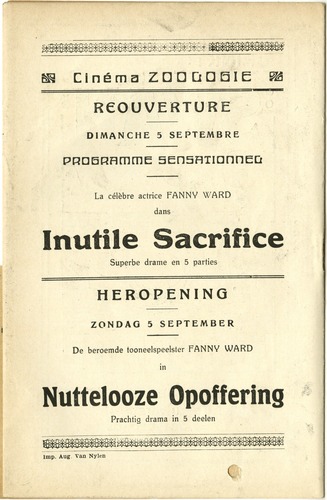 Cinéma ZOOLOGIE
REOUVERTURE
DIMANCHE 5 SEPTEMBRE
PROGRAMME SENSATIONNEL
La célèbre actrice FANNY WARD
dans
Inutile Sacrifice
Superbe drame en 5 parties
HEROPENING
ZONDAG 5 SEPTEMBER
De beroemde tooneelspeelster FANNY WARD
in
Nuttelooze Opoffering
Prachtig drama in 5 deelen
Imp. Aug. Van Nylen